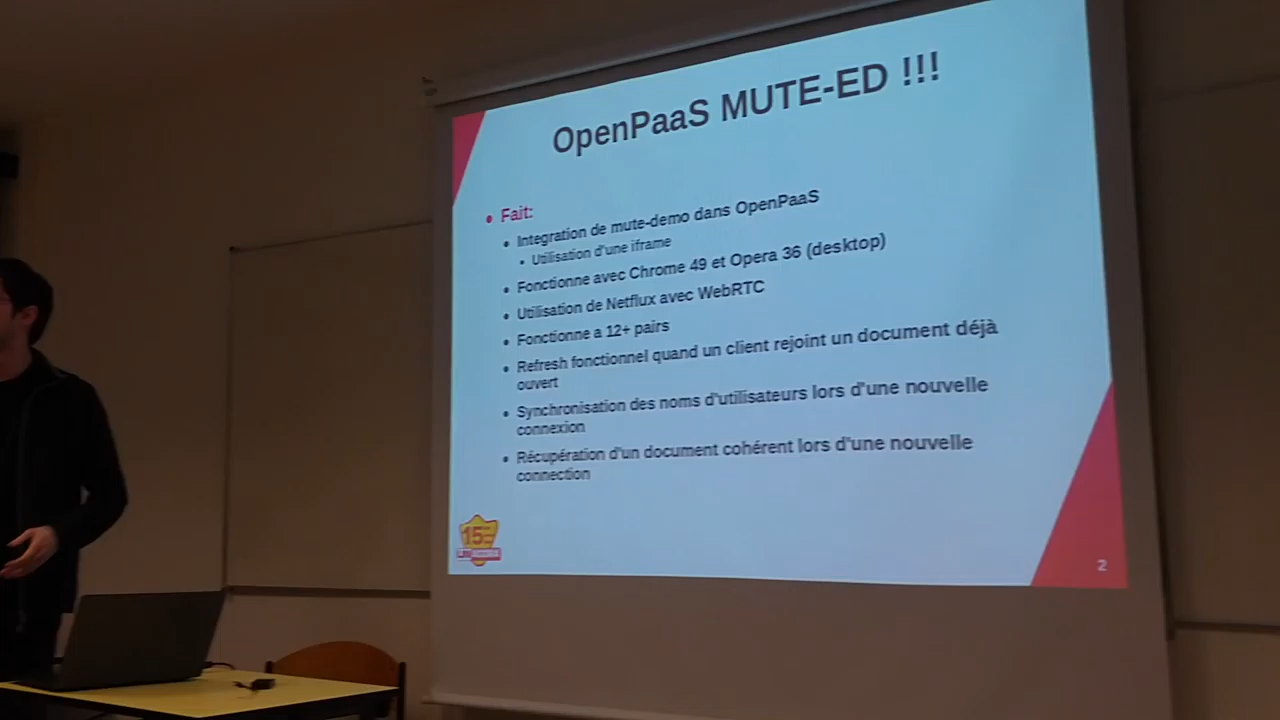 OpenPaaS MUTE-ED !!!
• Fait:
• Integration de mute-demo dans OpenPaaS
• Utilisation d'une iframe
• Fonctionne avec Chrome 49 et Opera 36 (desktop)
• Utilisation de Netflux avec WebRTC
• Fonctionne a 12+ pairs
• Refresh fonctionnel quand un client rejoint un document déjà
ouvert
• Synchronisation des noms d'utilisateurs lors d'une nouvelle
connexion
• Récupération d'un document cohérent lors d'une nouvelle
connection
15
2